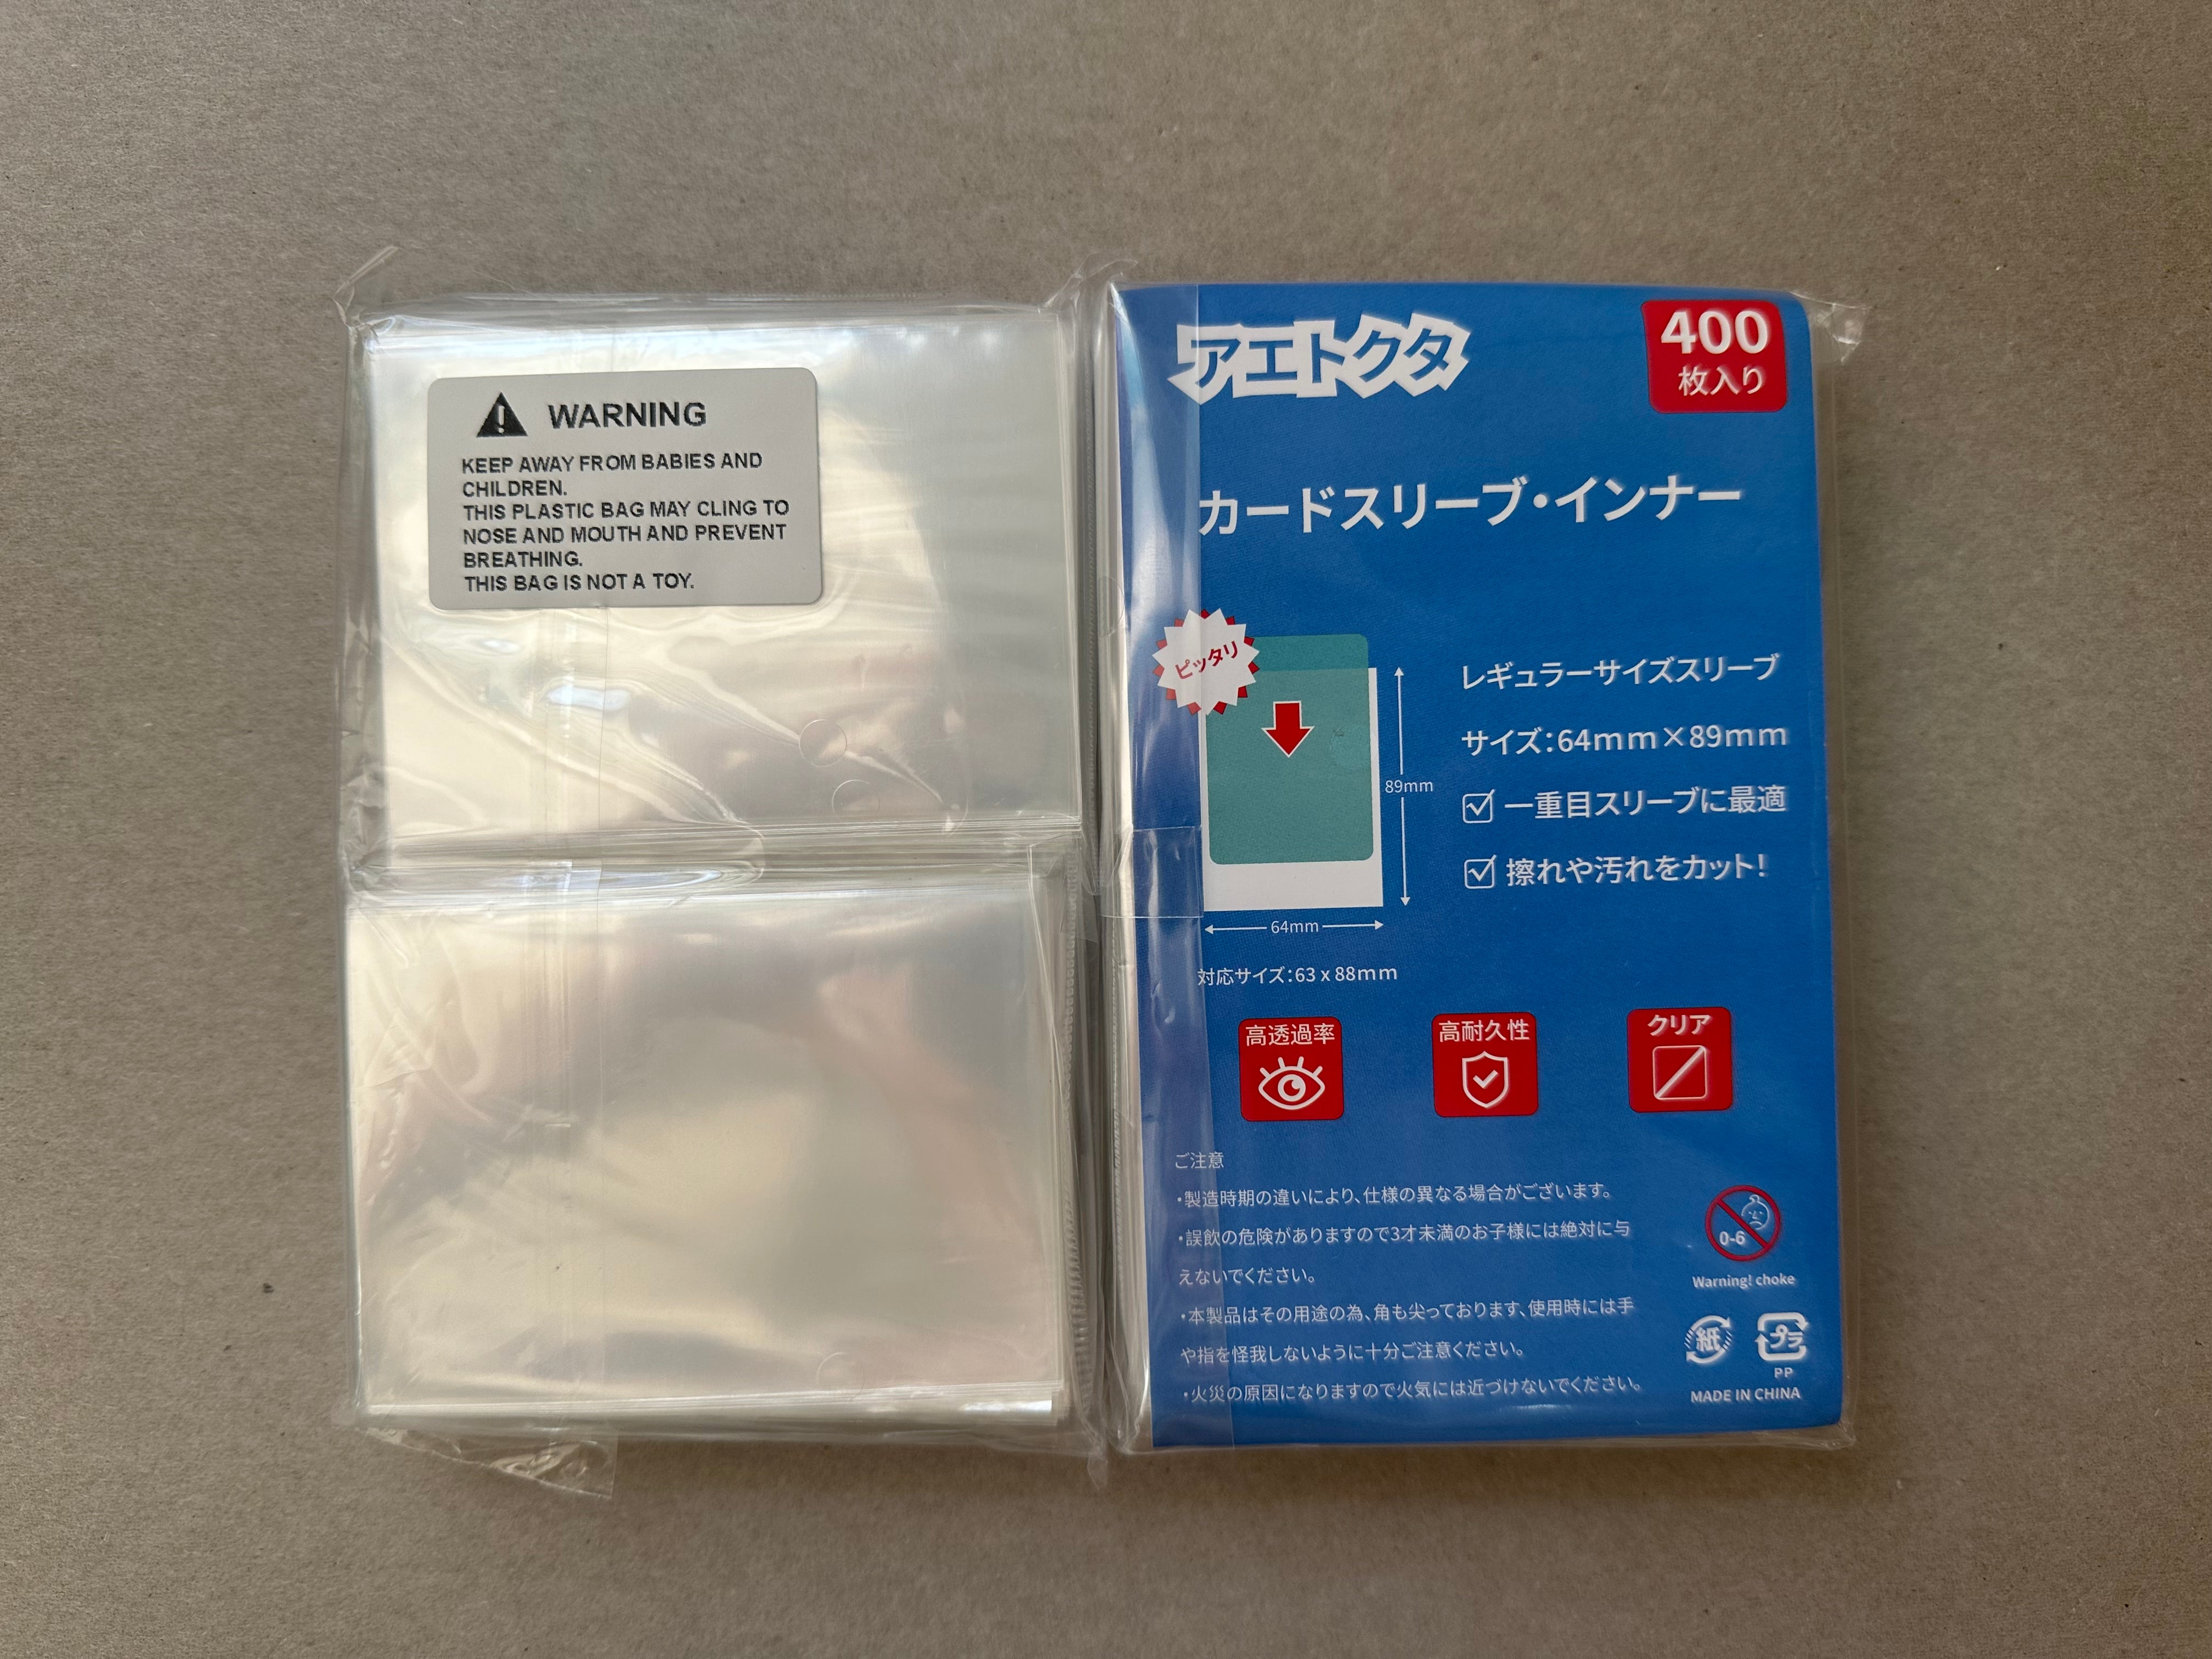 WARNING
KEEP AWAY FROM BABIES AND
CHILDREN.
THIS PLASTIC BAG MAY CLING TO
NOSE AND MOUTH AND PREVENT
BREATHING.
THIS BAG IS NOT A TOY.
アエトクタ
400
枚入り
カードスリーブ・インナー
ピッタリ
レギュラーサイズスリーブ
サイズ：64mm×89mm
一重目スリーブに最適
擦れや汚れをカット！
89mm
64mm
対応サイズ：63 x 88mm
高透過率
高耐久性
クリア
ご注意
・製造時期の違いにより、仕様の異なる場合がございます。
・誤飲の危険がありますので3才未満のお子様には絶対に与
えないでください。
・本製品はその用途の為、角も尖っております、使用時には手
や指を怪我しないように十分ご注意ください。
・火災の原因になりますので火気には近づけないでください。
0-6
Warning! choke
紙
プラ
PP
MADE IN CHINA